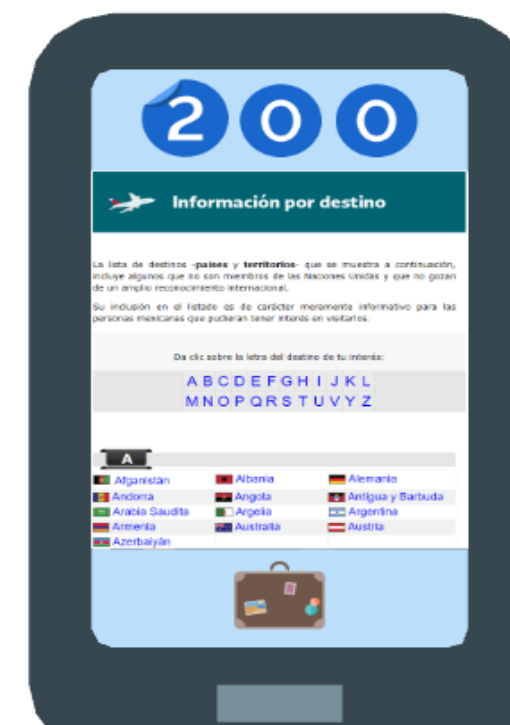 200
Información por destino
La lista de destinos -países y territorios- que se muestra a continuación,
incluye algunos que no son miembros de las Naciones Unidas y que no gozan
de un amplio reconocimiento internacional.
Su inclusión en el listado es de carácter meramente informativo para las
personas mexicanas que pudieran tener interés en visitarlos.
Da clic sobre la letra del destino de tu interés:
A B C D E F G H I J K L
M N O P Q R S T U V Y Z
A
Afganistán Albania Alemania
Andorra Angola Antigua y Barbuda
Arabia Saudita Argelia Argentina
Armenia Australia Austria
Azerbaiyán